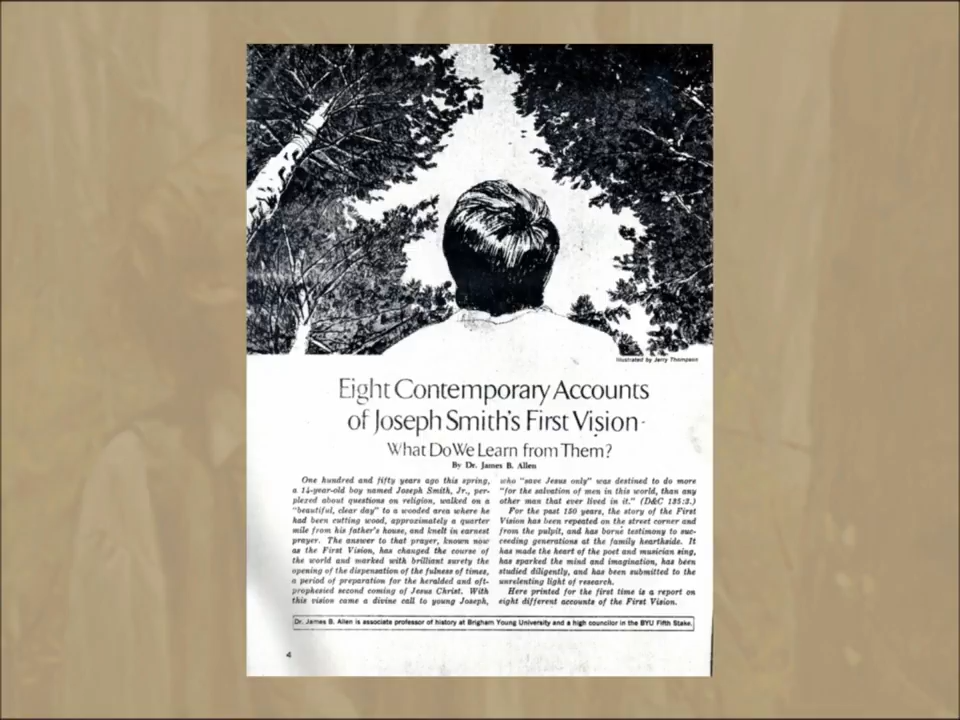 Illustrated by Jerry Thompson
Eight Contemporary Accounts
of Joseph Smith's First Vision-
What Do We Learn from Them?
By Dr. James B. Allen
One hundred and fifty years ago this spring,
a 14-year-old boy named Joseph Smith, Jr., per-
plexed about questions on religion, walked on a
"beautiful, clear day" to a wooded area where he
had been cutting wood, approximately a quarter
mile from his father's house, and knelt in earnest
prayer. The answer to that prayer, known now
as the First Vision, has changed the course of
the world and marked with brilliant surety the
opening of the dispensation of the fulness of times,
a period of preparation for the heralded and oft-
prophesied second coming of Jesus Christ. With
this vision came a divine call to young Joseph,
who "save Jesus only" was destined to do more
"for the salvation of men in this world, than any
other man that ever lived in it." (D&C 135:3.)
For the past 150 years, the story of the First
Vision has been repeated on the street corner and
from the pulpit, and has borne testimony to suc-
ceeding generations at the family hearthside. It
has made the heart of the poet and musician sing,
has sparked the mind and imagination, has been
studied diligently, and has been submitted to the
unrelenting light of research.
Here printed for the first time is a report on
eight different accounts of the First Vision.
Dr. James B. Allen is associate professor of history at Brigham Young University and a high councilor in the BYU Fifth Stake.
4